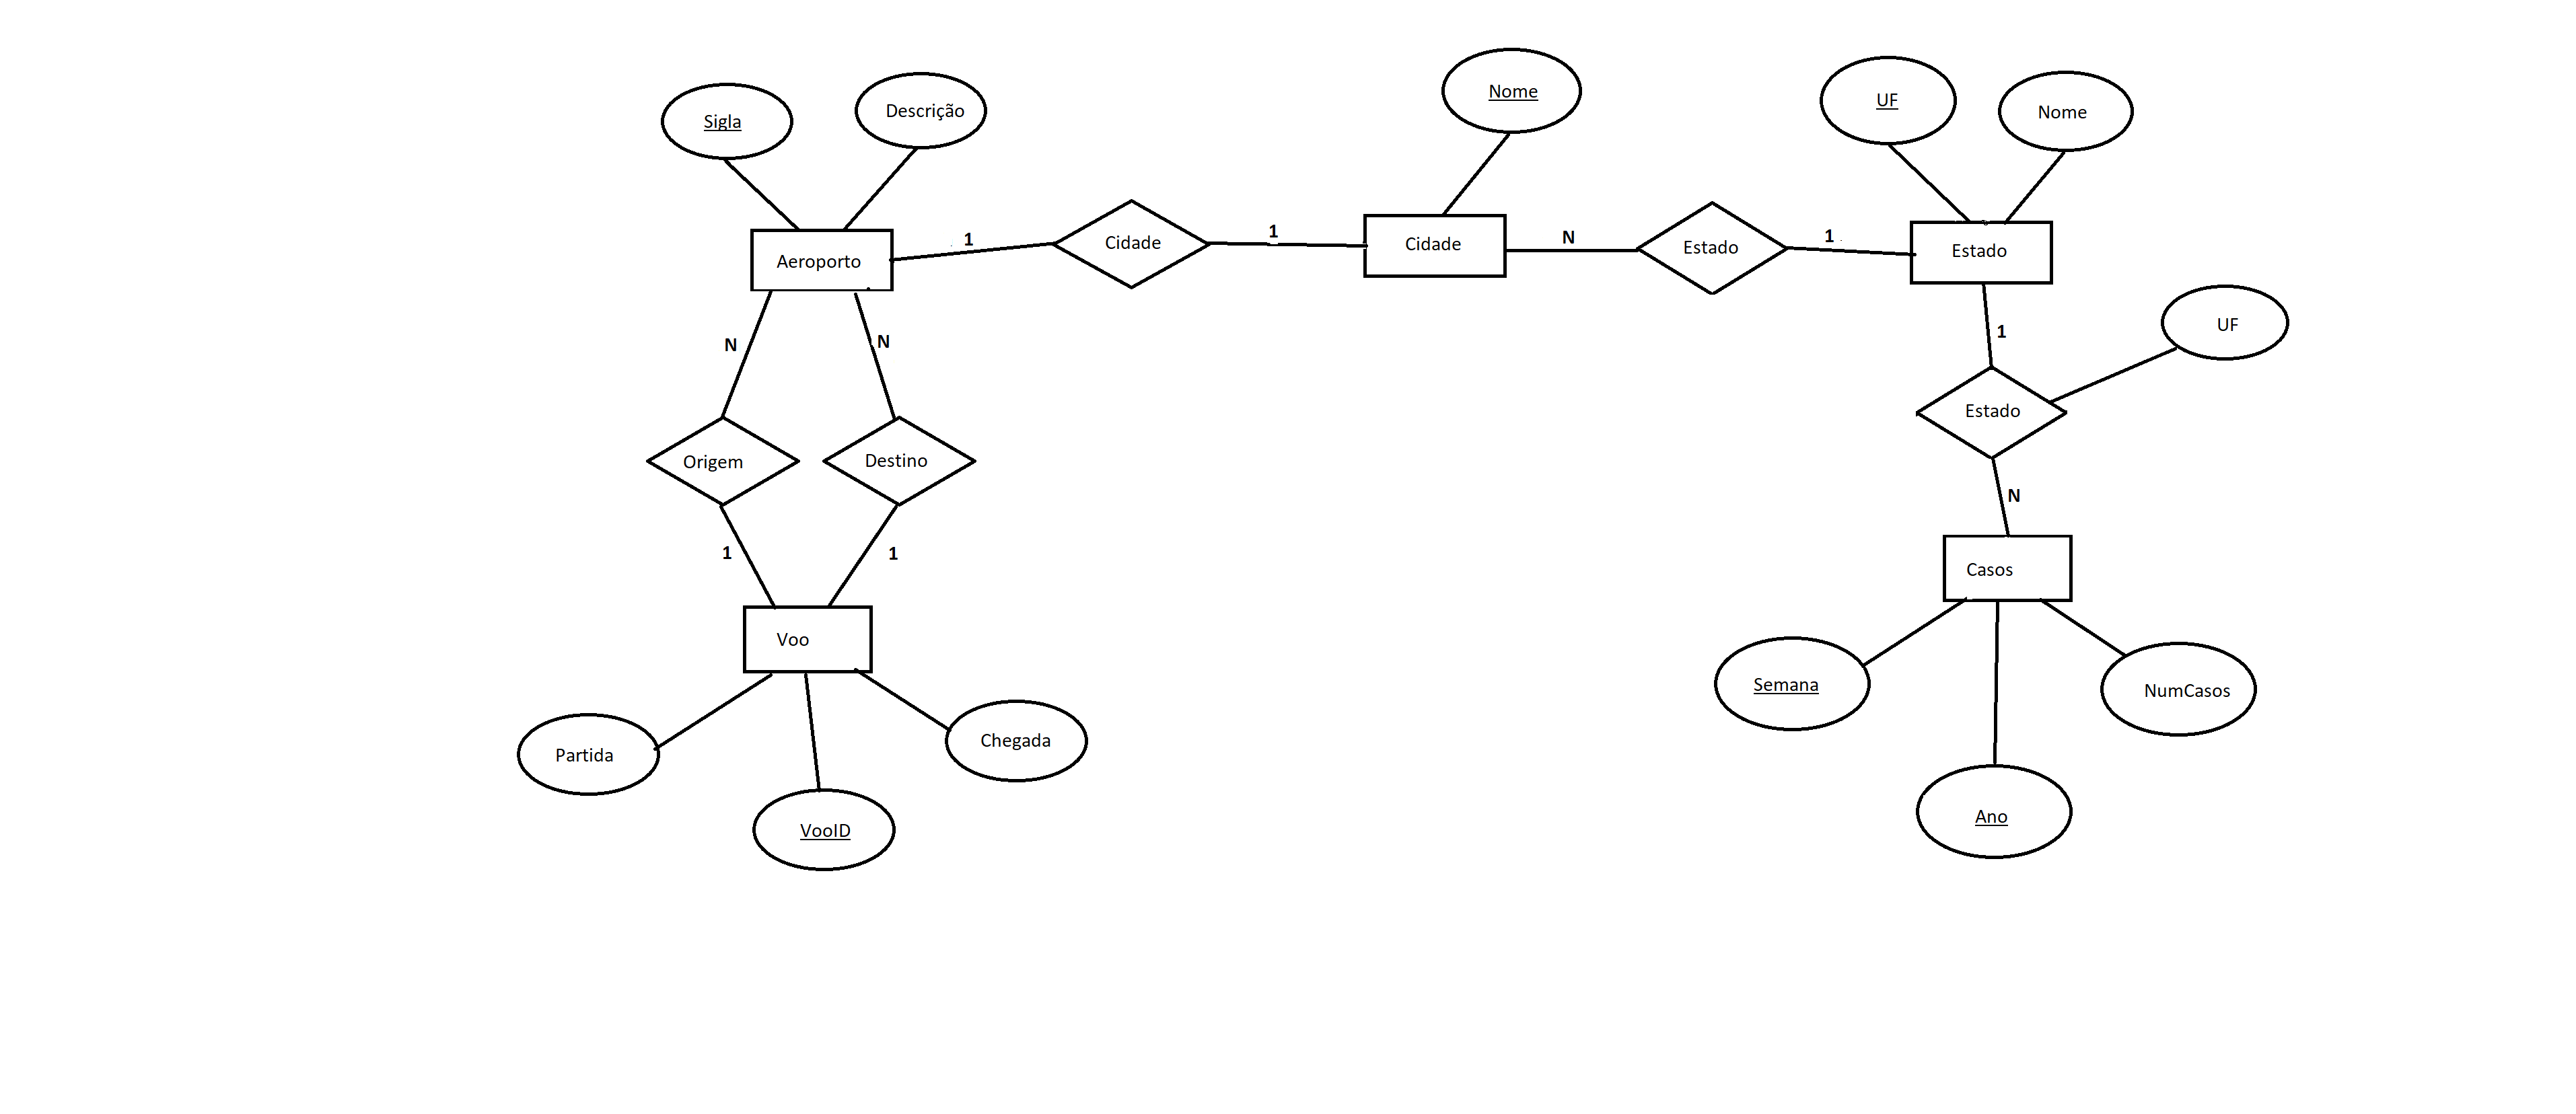 Nome
UF
Nome
Sigla
Descrição
Aeroporto
1
Cidade
1
Cidade
N
Estado
1
Estado
N
N
1
UF
Origem
Destino
Estado
N
1
1
Casos
Voo
Semana
NumCasos
Partida
Chegada
VooID
Ano